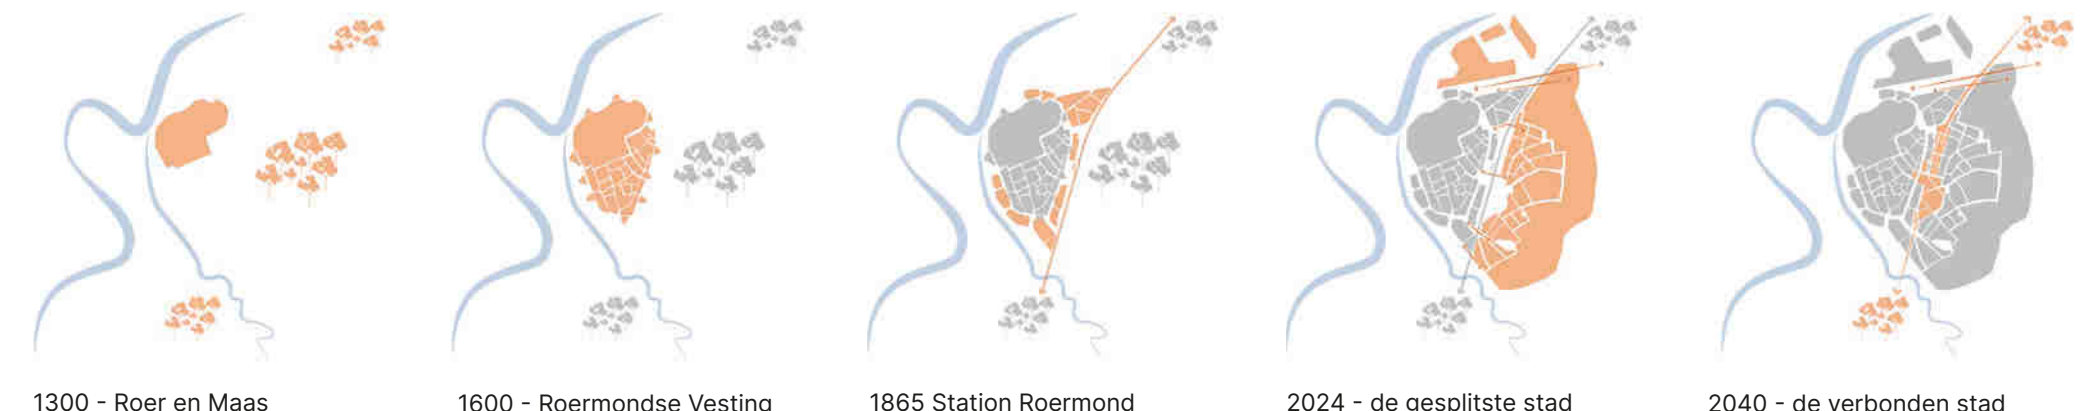 1300 - Roer en Maas
1600 - Roermondse Vesting
1865 Station Roermond
2024 - de gesplitste stad
2040 - de verbonden stad